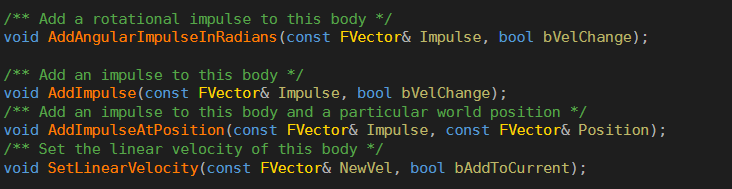 /** Add a rotational impulse to this body */
void AddAngularImpulseInRadians(const FVector& Impulse, bool bVelChange);
/** Add an impulse to this body */
void AddImpulse(const FVector& Impulse, bool bVelChange);
/** Add an impulse to this body and a particular world position */
void AddImpulseAtPosition(const FVector& Impulse, const FVector& Position);
/** Set the linear velocity of this body */
void SetLinearVelocity(const FVector& NewVel, bool bAddToCurrent);